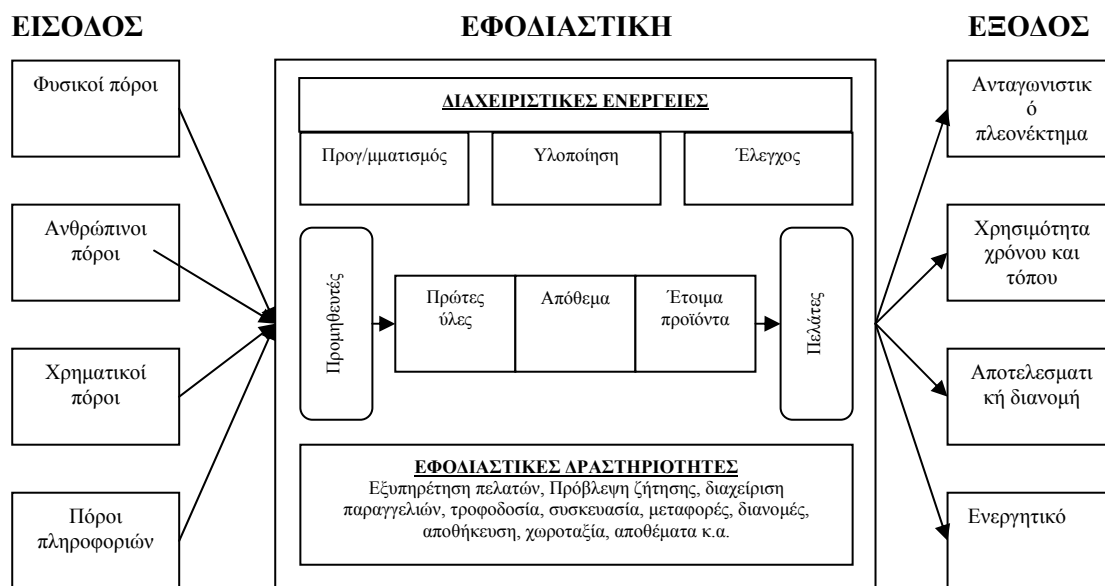 ΕΙΣΟΔΟΣ
ΕΦΟΔΙΑΣΤΙΚΗ
ΕΞΟΔΟΣ
Φυσικοί πόροι
Ανθρώπινοι
πόροι
Χρηματικοί
πόροι
Πόροι
πληροφοριών
ΔΙΑΧΕΙΡΙΣΤΙΚΕΣ ΕΝΕΡΓΕΙΕΣ
Προγ/μματισμός
Υλοποίηση
Έλεγχος
Προμηθευτές
Πρώτες
ύλες
Απόθεμα
Έτοιμα
προϊόντα
Πελάτες
ΕΦΟΔΙΑΣΤΙΚΕΣ ΔΡΑΣΤΗΡΙΟΤΗΤΕΣ
Εξυπηρέτηση πελατών, Πρόβλεψη ζήτησης, διαχείριση
παραγγελιών, τροφοδοσία, συσκευασία, μεταφορές, διανομές,
αποθήκευση, χωροταξία, αποθέματα κ.α.
Ανταγωνιστικ
ό
πλεονέκτημα
Χρησιμότητα
χρόνου και
τόπου
Αποτελεσματι
κή διανομή
Ενεργητικό